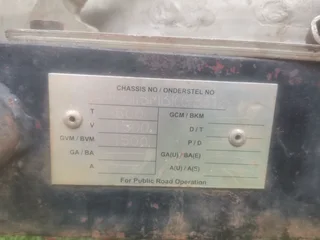 CHASSIS NO / ONDERSTEL NO
T GCM / BKM
V D / T
GVM / BVM P / D
GA / BA GA(U) / BA(E)
A A(U) / A(E)
For Public Road Operation